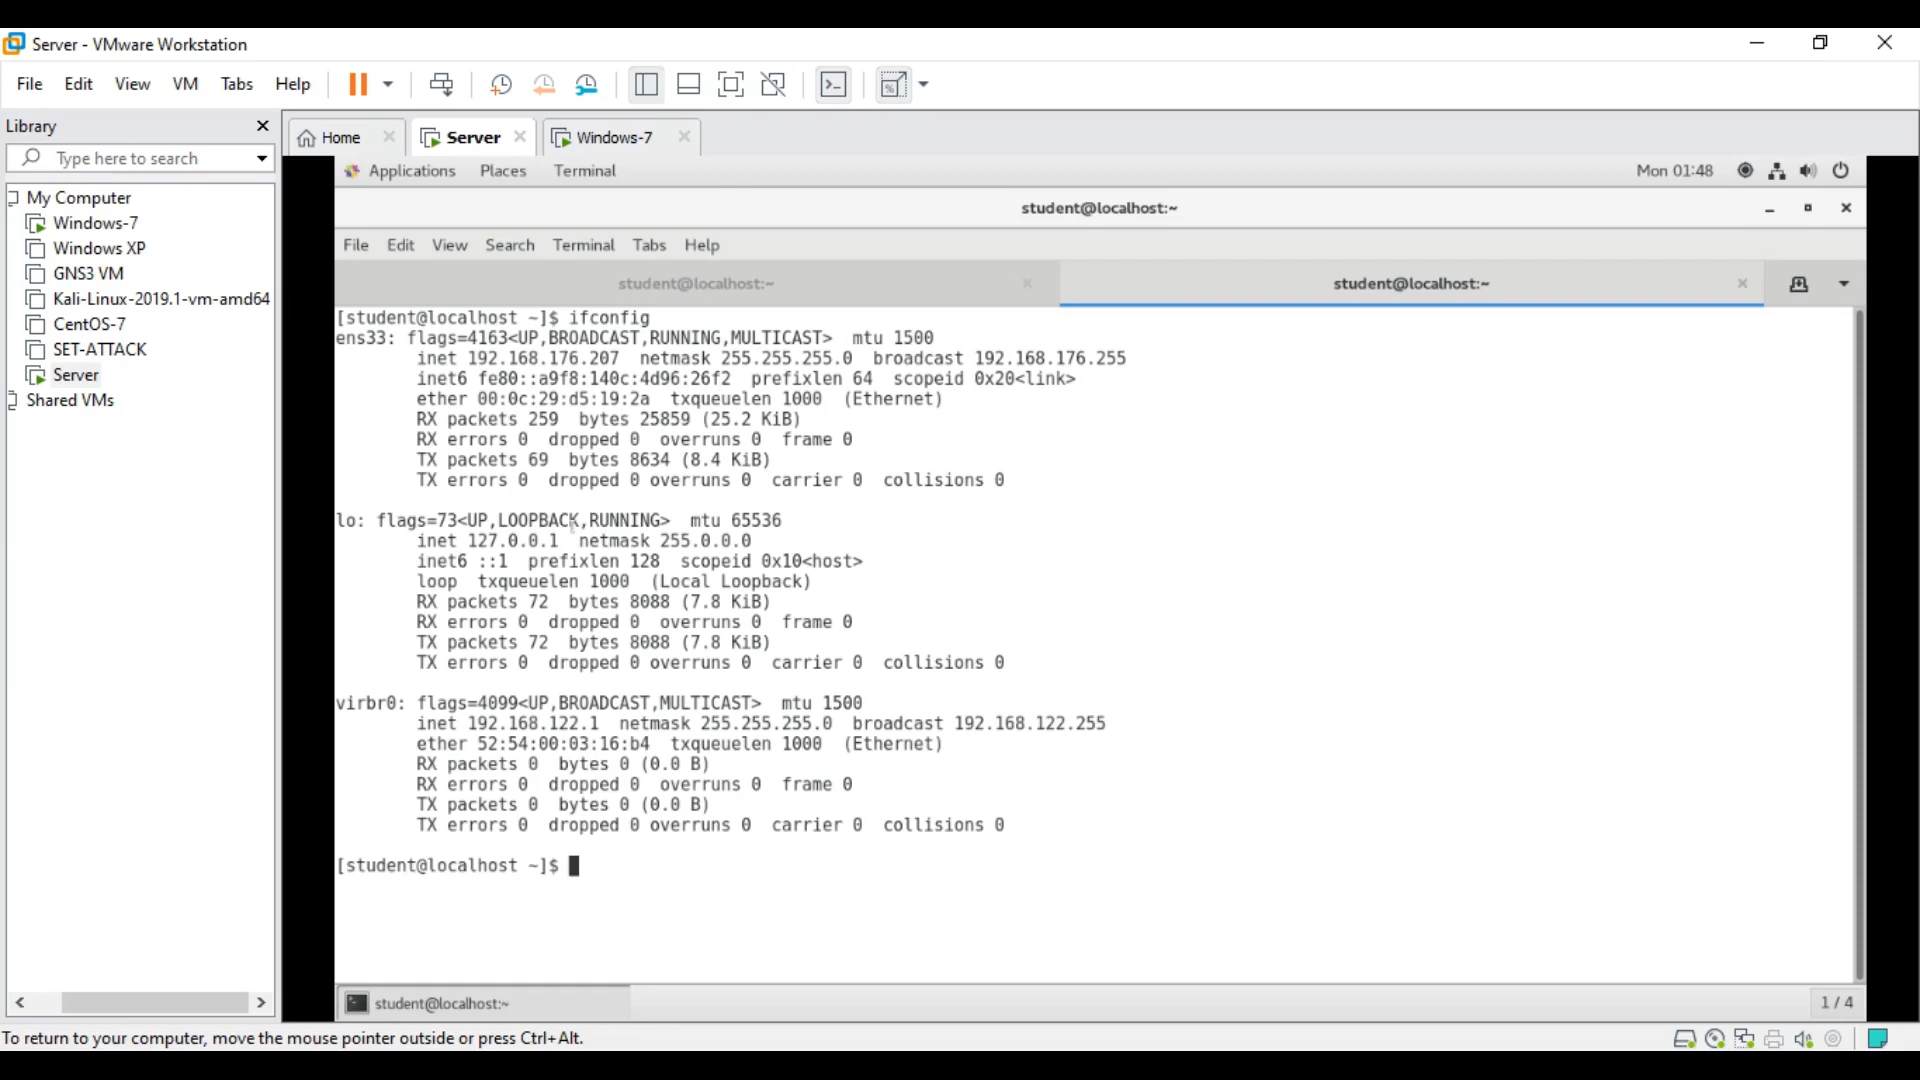 Server - VMware Workstation
File Edit View VM Tabs Help
Library
Type here to search
My Computer
Windows-7
Windows XP
GNS3 VM
Kali-Linux-2019.1-vm-amd64
CentOS-7
SET-ATTACK
Server
Shared VMs
Home Server Windows-7
Applications Places Terminal Mon 01:48
student@localhost:~
File Edit View Search Terminal Tabs Help
student@localhost:~ student@localhost:~
[student@localhost ~]$ ifconfig
ens33: flags=4163<UP,BROADCAST,RUNNING,MULTICAST>  mtu 1500
inet 192.168.176.207  netmask 255.255.255.0  broadcast 192.168.176.255
inet6 fe80::a9f8:140c:4d96:26f2  prefixlen 64  scopeid 0x20<link>
ether 00:0c:29:d5:19:2a  txqueuelen 1000  (Ethernet)
RX packets 259  bytes 25859 (25.2 KiB)
RX errors 0  dropped 0  overruns 0  frame 0
TX packets 69  bytes 8634 (8.4 KiB)
TX errors 0  dropped 0 overruns 0  carrier 0  collisions 0
lo: flags=73<UP,LOOPBACK,RUNNING>  mtu 65536
inet 127.0.0.1  netmask 255.0.0.0
inet6 ::1  prefixlen 128  scopeid 0x10<host>
loop  txqueuelen 1000  (Local Loopback)
RX packets 72  bytes 8088 (7.8 KiB)
RX errors 0  dropped 0  overruns 0  frame 0
TX packets 72  bytes 8088 (7.8 KiB)
TX errors 0  dropped 0 overruns 0  carrier 0  collisions 0
virbr0: flags=4099<UP,BROADCAST,MULTICAST>  mtu 1500
inet 192.168.122.1  netmask 255.255.255.0  broadcast 192.168.122.255
ether 52:54:00:03:16:b4  txqueuelen 1000  (Ethernet)
RX packets 0  bytes 0 (0.0 B)
RX errors 0  dropped 0  overruns 0  frame 0
TX packets 0  bytes 0 (0.0 B)
TX errors 0  dropped 0 overruns 0  carrier 0  collisions 0
[student@localhost ~]$
student@localhost:~ 1 / 4
To return to your computer, move the mouse pointer outside or press Ctrl+Alt.